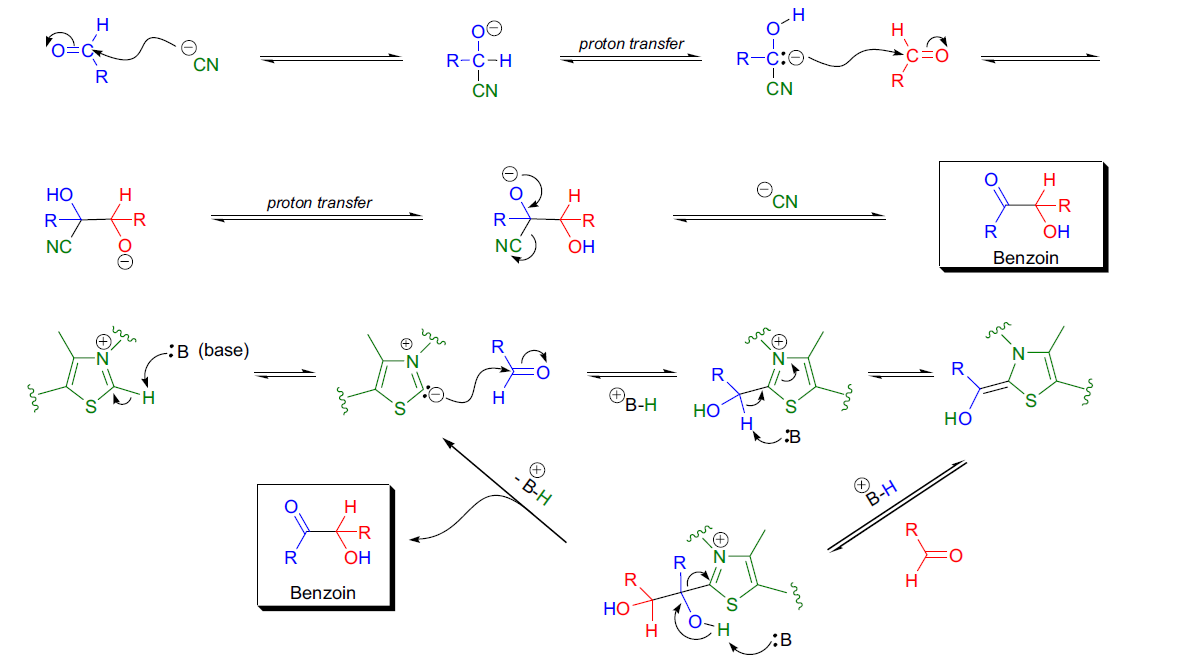 H
O=C
R
⊖
CN
O⊖
R-C-H
CN
proton transfer
O-H
R-C:⊖
CN
H
C=O
R
HO
H
R
R
NC
O
⊖
proton transfer
⊖
O
H
R
R
NC
OH
⊖CN
O
H
R
R
OH
Benzoin
⊕
N
:B (base)
S
H
⊕
N
S
:⊖
R
O
H
⊕B-H
⊕
N
R
S
HO
H
:B
N
R
S
HO
- B-H
⊕
⊕B-H
O
H
R
R
OH
Benzoin
R
O
H
⊕
N
R
R
S
HO
H
O-H
:B